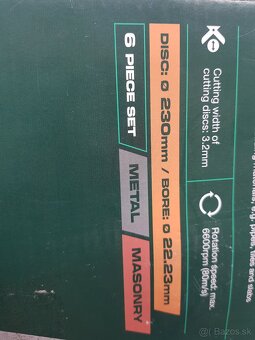 6 PIECE SET
METAL
MASONRY
DISC: ø 230mm / BORE: ø 22.23mm
1
Cutting width of
cutting discs: 3.2mm
Rotation speed: max.
6600rpm (80m/s)
tiles and slabs
Bazos.sk